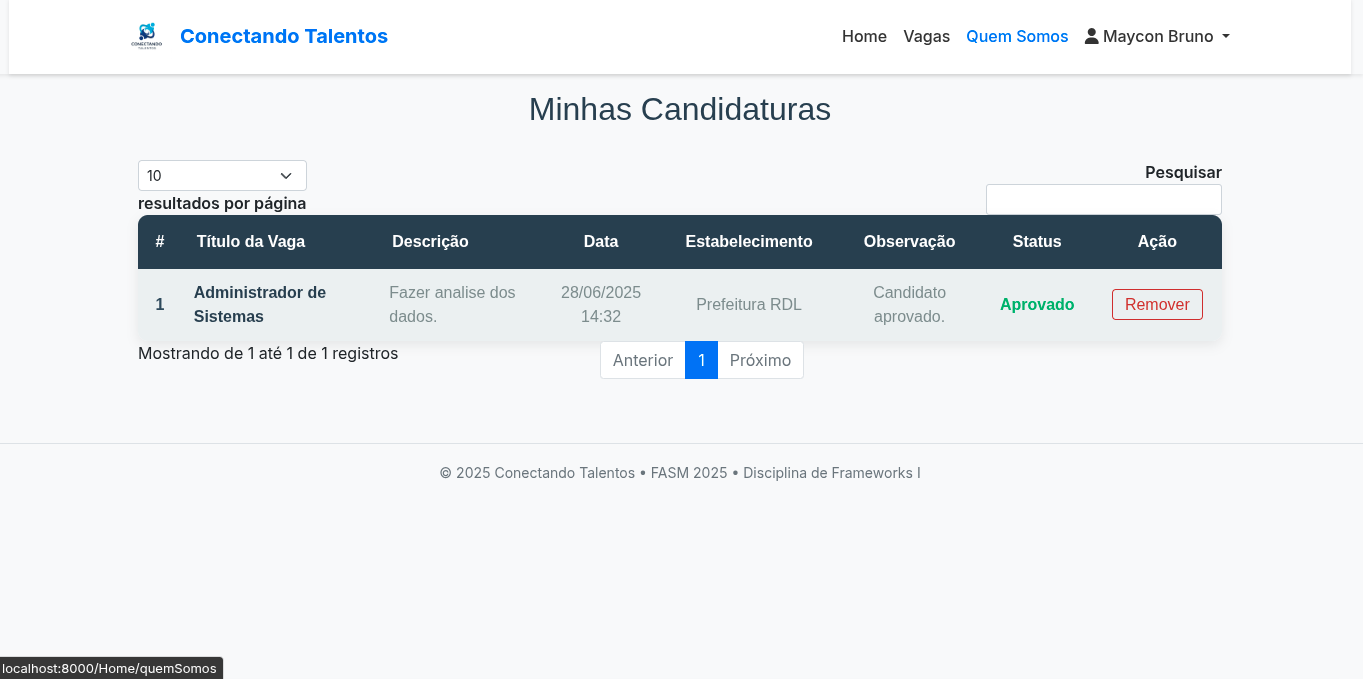 CONECTANDO
TALENTOS
Conectando Talentos
Home Vagas Quem Somos Maycon Bruno
Minhas Candidaturas
10
resultados por página
Pesquisar
# Título da Vaga Descrição Data Estabelecimento Observação Status Ação
1 Administrador de Sistemas Fazer analise dos dados. 28/06/2025 14:32 Prefeitura RDL Candidato aprovado. Aprovado Remover
Mostrando de 1 até 1 de 1 registros
Anterior 1 Próximo
© 2025 Conectando Talentos • FASM 2025 • Disciplina de Frameworks I
localhost:8000/Home/quemSomos